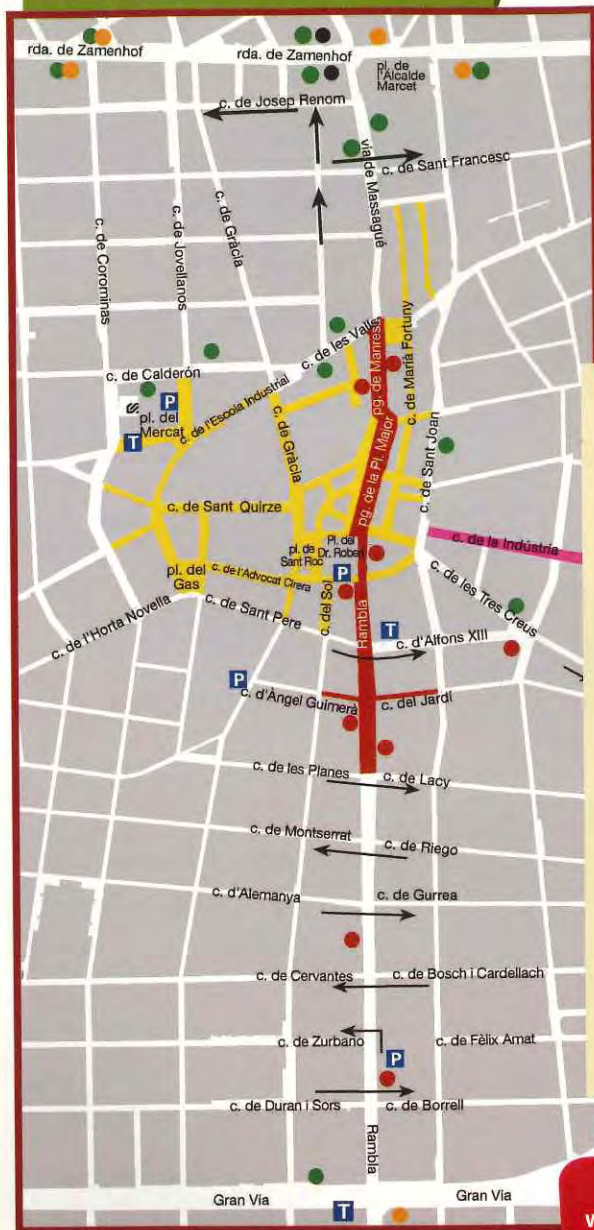 rda. de Zamenhof
rda. de Zamenhof
pl. de
l'Alcalde
Marcet
c. de Josep Renom
via de Massagué
c. de Sant Francesc
c. de Corominas
c. de Jovellanos
c. de Gràcia
c. de les Valls
pg. de Manresa
c. de Marià Fortuny
c. de Calderón
c. de l'Escola Industrial
P
pl. del
Mercat
T
c. de Gràcia
pg. de la Pl. Major
c. de Sant Joan
c. de Sant Quirze
c. de la Indústria
pl. de
Sant Roc
Pl. del
Dr. Robert
pl. del
Gas
c. de l'Advocat Cirera
P
c. del Sol
c. de les Tres Creus
c. de l'Horta Novella
c. de Sant Pere
Rambla
T
c. d'Alfons XIII
P
c. d'Àngel Guimerà
c. del Jardí
c. de les Planes
c. de Lacy
c. de Montserrat
c. de Riego
c. d'Alemanya
c. de Gurrea
c. de Cervantes
c. de Bosch i Cardellach
c. de Zurbano
c. de Fèlix Amat
P
c. de Duran i Sors
c. de Borrell
Rambla
Gran Via
Gran Via
T